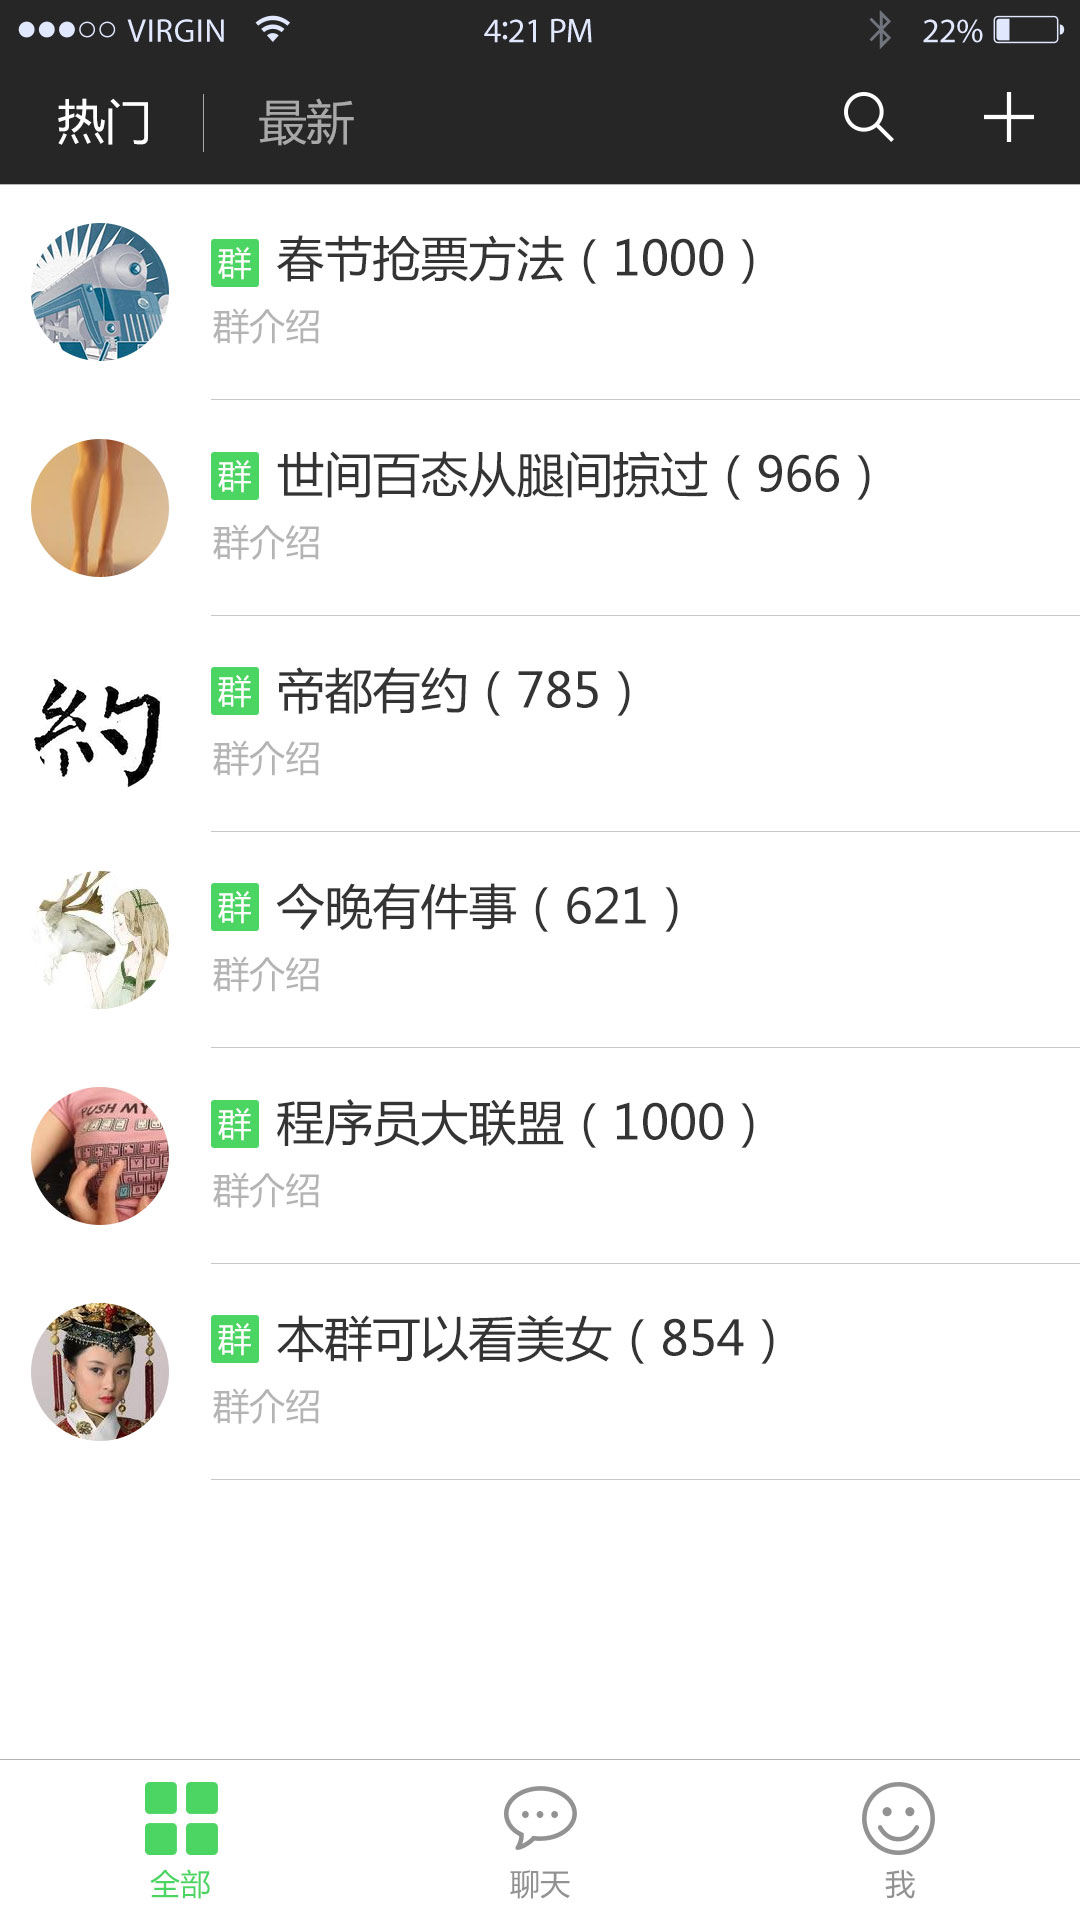 VIRGIN 4:21 PM 22%
热门 最新
群 春节抢票方法（1000）
群介绍
群 世间百态从腿间掠过（966）
群介绍
約
群 帝都有约（785）
群介绍
群 今晚有件事（621）
群介绍
PUSH MY
群 程序员大联盟（1000）
群介绍
群 本群可以看美女（854）
群介绍
全部 聊天 我